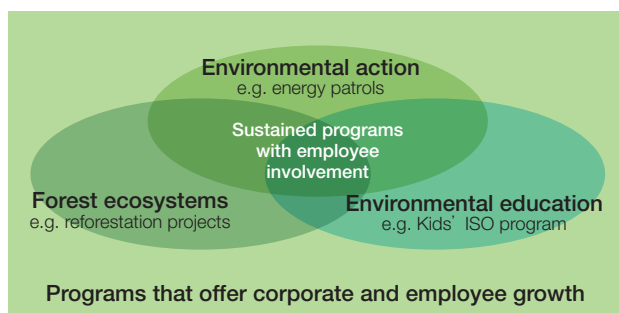 Environmental action
e.g. energy patrols
Sustained programs
with employee
involvement
Forest ecosystems
e.g. reforestation projects
Environmental education
e.g. Kids’ ISO program
Programs that offer corporate and employee growth